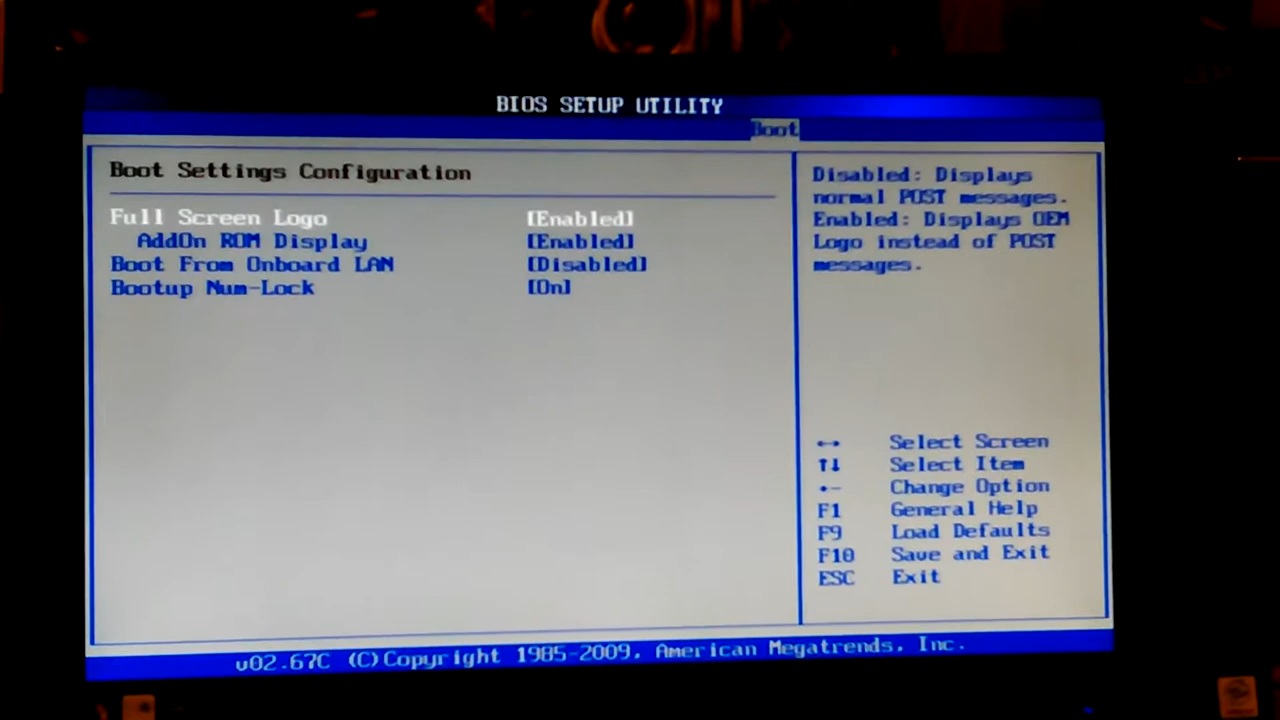 BIOS SETUP UTILITY
Boot
Boot Settings Configuration
Full Screen Logo [Enabled]
AddOn ROM Display [Enabled]
Boot From Onboard LAN [Disabled]
Bootup Num-Lock [On]
Disabled: Displays
normal POST messages.
Enabled: Displays OEM
Logo instead of POST
messages.
↔ Select Screen
↑↓ Select Item
+- Change Option
F1 General Help
F9 Load Defaults
F10 Save and Exit
ESC Exit
v02.67C (C)Copyright 1985-2009, American Megatrends, Inc.